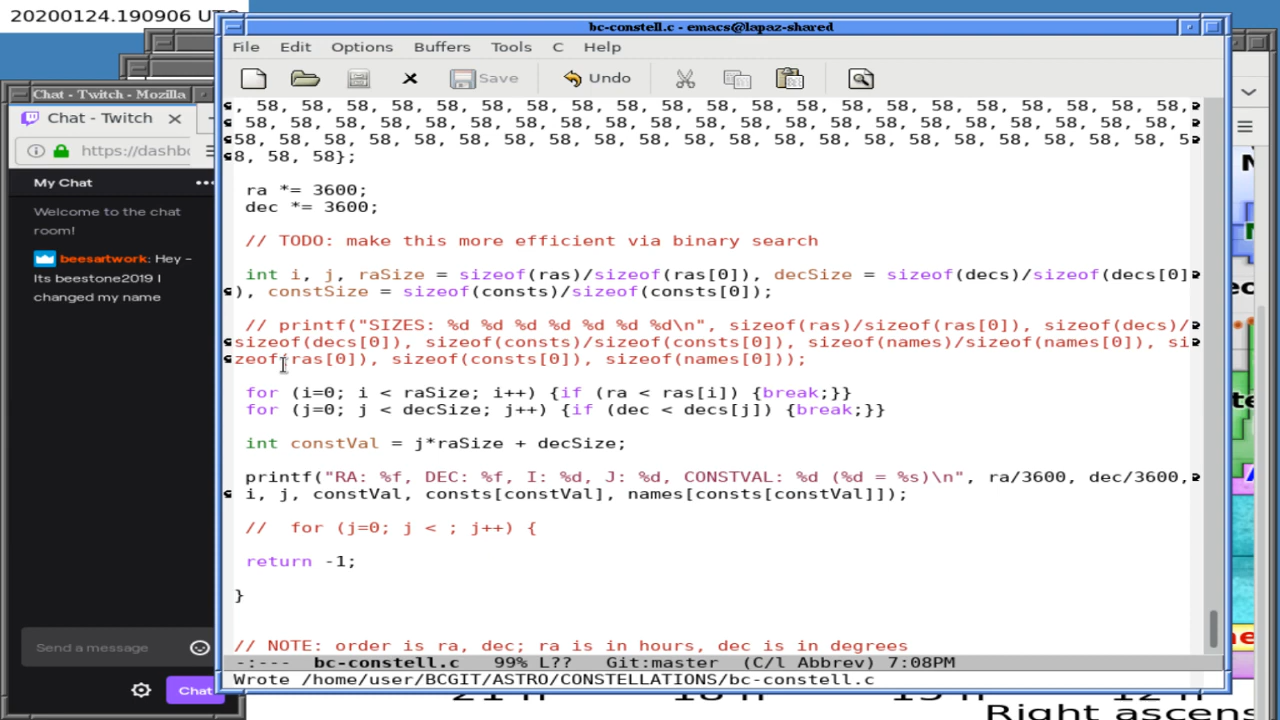 20200124.190906 UTC
bc-constell.c - emacs@lapaz-shared
File Edit Options Buffers Tools C Help
Save Undo
, 58, 58, 58, 58, 58, 58, 58, 58, 58, 58, 58, 58, 58, 58, 58, 58, 58, 58, 58, 58, 58,
 58, 58, 58, 58, 58, 58, 58, 58, 58, 58, 58, 58, 58, 58, 58, 58, 58, 58, 58, 58, 58,
58, 58, 58, 58, 58, 58, 58, 58, 58, 58, 58, 58, 58, 58, 58, 58, 58, 58, 58, 58, 58, 5
8, 58, 58};
ra *= 3600;
dec *= 3600;
// TODO: make this more efficient via binary search
int i, j, raSize = sizeof(ras)/sizeof(ras[0]), decSize = sizeof(decs)/sizeof(decs[0]
), constSize = sizeof(consts)/sizeof(consts[0]);
// printf("SIZES: %d %d %d %d %d %d %d\n", sizeof(ras)/sizeof(ras[0]), sizeof(decs)/
sizeof(decs[0]), sizeof(consts)/sizeof(consts[0]), sizeof(names)/sizeof(names[0]), si
zeof(ras[0]), sizeof(consts[0]), sizeof(names[0]));
for (i=0; i < raSize; i++) {if (ra < ras[i]) {break;}}
for (j=0; j < decSize; j++) {if (dec < decs[j]) {break;}}
int constVal = j*raSize + decSize;
printf("RA: %f, DEC: %f, I: %d, J: %d, CONSTVAL: %d (%d = %s)\n", ra/3600, dec/3600,
i, j, constVal, consts[constVal], names[consts[constVal]]);
//  for (j=0; j < ; j++) {
return -1;
}
// NOTE: order is ra, dec; ra is in hours, dec is in degrees
-:--- bc-constell.c 99% L?? Git:master (C/l Abbrev) 7:08PM
Wrote /home/user/BCGIT/ASTRO/CONSTELLATIONS/bc-constell.c
Chat - Twitch - Mozilla
Chat - Twitch
https://dashbo
My Chat
Welcome to the chat
room!
beesartwork: Hey -
Its beestone2019 I
changed my name
Send a message
Chat
Right ascens